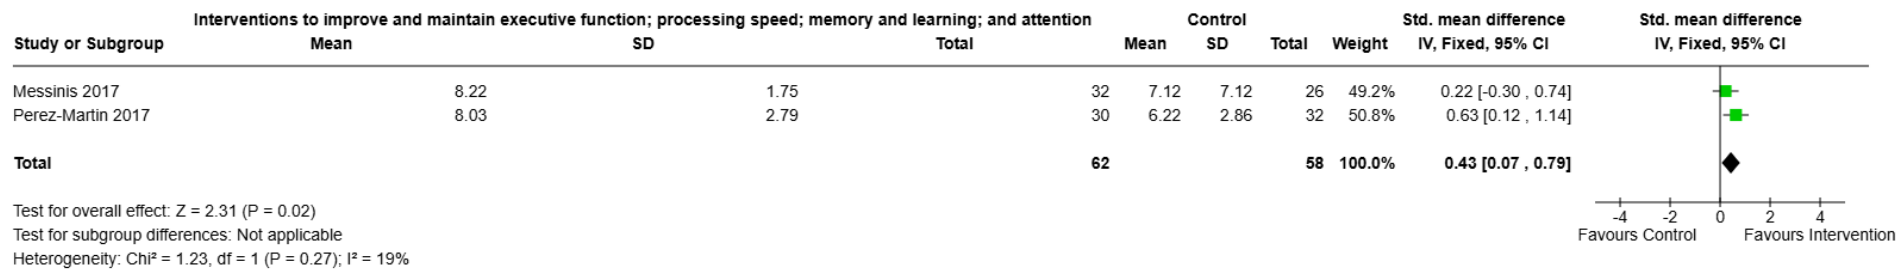 Interventions to improve and maintain executive function; processing speed; memory and learning; and attention Control Std. mean difference Std. mean difference
Study or Subgroup Mean SD Total Mean SD Total Weight IV, Fixed, 95% CI IV, Fixed, 95% CI
Messinis 2017 8.22 1.75 32 7.12 7.12 26 49.2% 0.22 [-0.30 , 0.74]
Perez-Martin 2017 8.03 2.79 30 6.22 2.86 32 50.8% 0.63 [0.12 , 1.14]
Total 62 58 100.0% 0.43 [0.07 , 0.79]
Test for overall effect: Z = 2.31 (P = 0.02)
Test for subgroup differences: Not applicable
Heterogeneity: Chi² = 1.23, df = 1 (P = 0.27); I² = 19%
-4 -2 0 2 4
Favours Control Favours Intervention